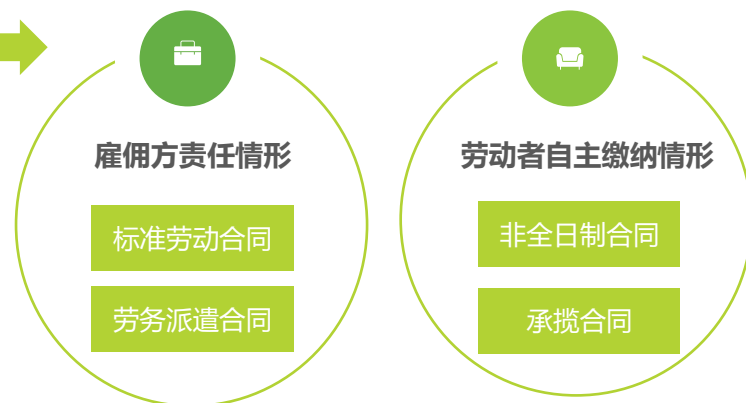 雇佣方责任情形
标准劳动合同
劳务派遣合同
劳动者自主缴纳情形
非全日制合同
承揽合同